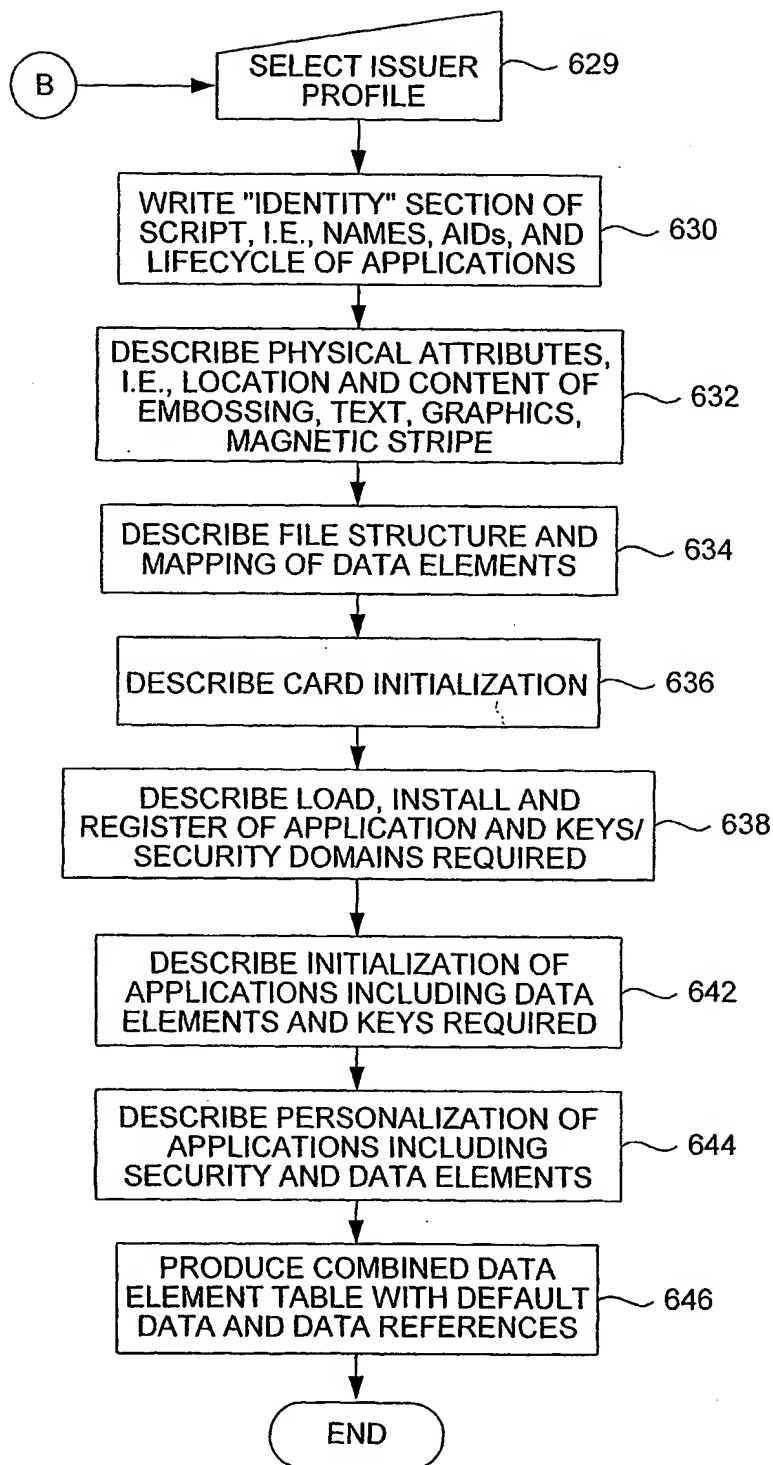 B
SELECT ISSUER
PROFILE
629
WRITE "IDENTITY" SECTION OF
SCRIPT, I.E., NAMES, AIDs, AND
LIFECYCLE OF APPLICATIONS
630
DESCRIBE PHYSICAL ATTRIBUTES,
I.E., LOCATION AND CONTENT OF
EMBOSSING, TEXT, GRAPHICS,
MAGNETIC STRIPE
632
DESCRIBE FILE STRUCTURE AND
MAPPING OF DATA ELEMENTS
634
DESCRIBE CARD INITIALIZATION
636
DESCRIBE LOAD, INSTALL AND
REGISTER OF APPLICATION AND KEYS/
SECURITY DOMAINS REQUIRED
638
DESCRIBE INITIALIZATION OF
APPLICATIONS INCLUDING DATA
ELEMENTS AND KEYS REQUIRED
642
DESCRIBE PERSONALIZATION OF
APPLICATIONS INCLUDING
SECURITY AND DATA ELEMENTS
644
PRODUCE COMBINED DATA
ELEMENT TABLE WITH DEFAULT
DATA AND DATA REFERENCES
646
END